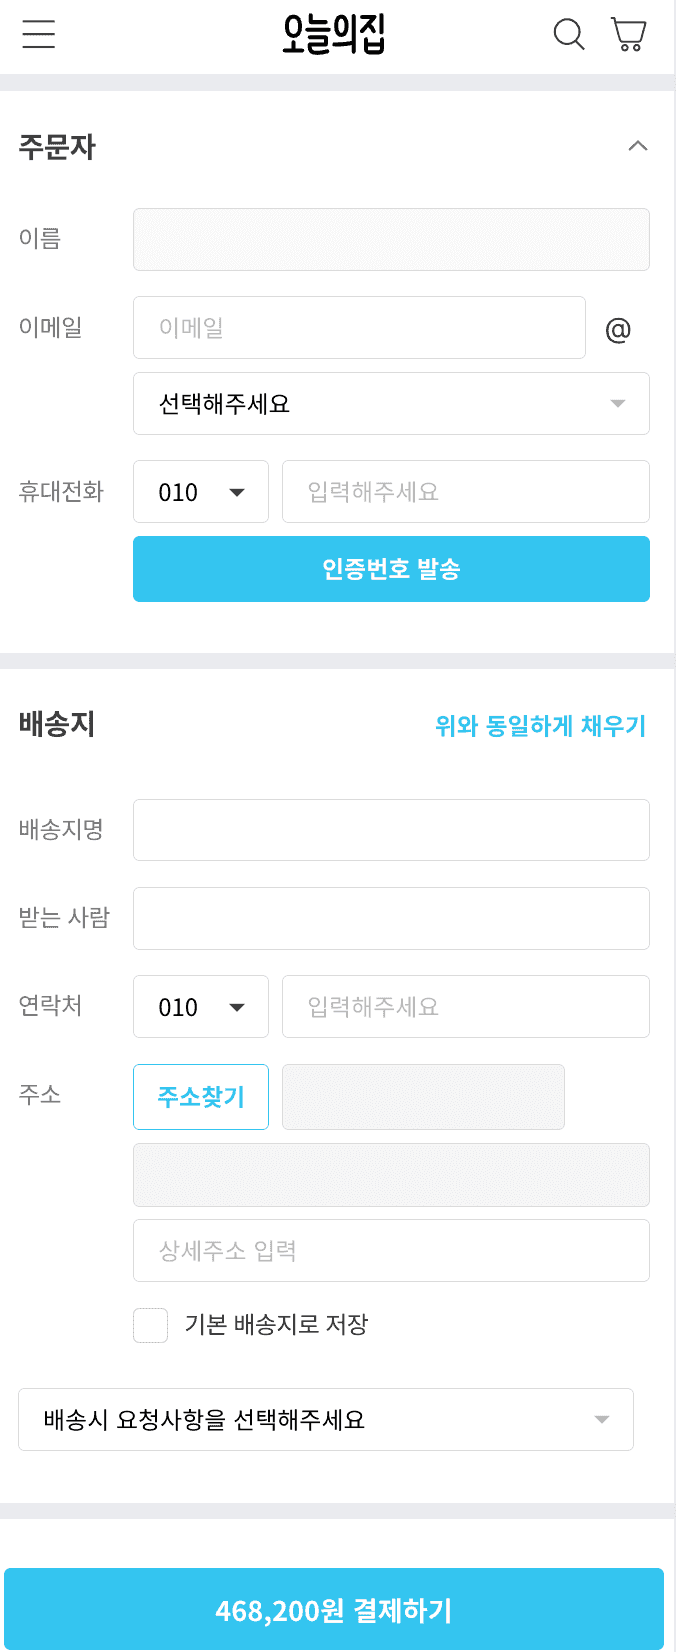 오늘의집
주문자
이름
이메일 이메일 @
선택해주세요
휴대전화 010 입력해주세요
인증번호 발송
배송지 위와 동일하게 채우기
배송지명
받는 사람
연락처 010 입력해주세요
주소 주소찾기
상세주소 입력
기본 배송지로 저장
배송시 요청사항을 선택해주세요
468,200원 결제하기